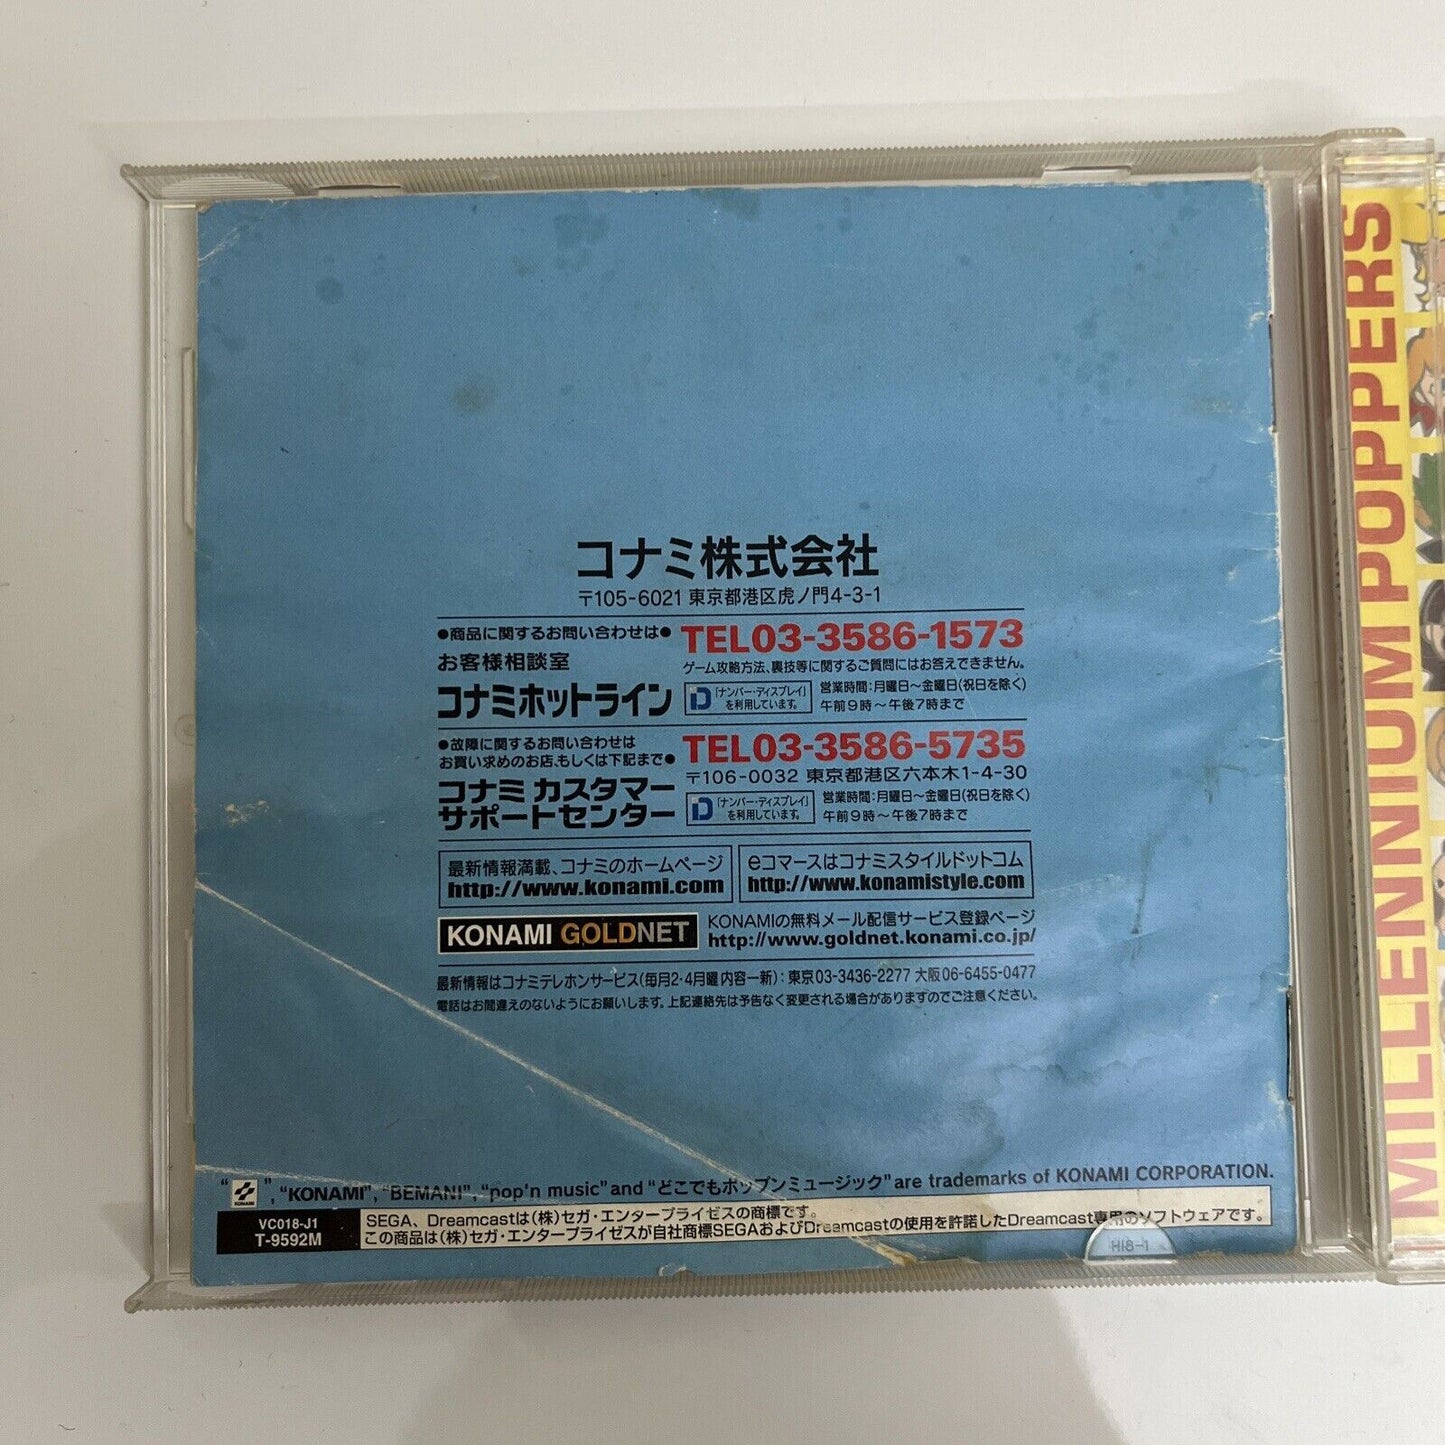 コナミ株式会社
〒105-6021 東京都港区虎ノ門4-3-1
●商品に関するお問い合わせは●
お客様相談室
コナミホットライン
TEL03-3586-1573
ゲーム攻略方法、裏技等に関するご質問にはお答えできません。
「ナンバー・ディスプレイ」
を利用しています。
営業時間:月曜日〜金曜日(祝日を除く)
午前9時〜午後7時まで
●故障に関するお問い合わせは
お買い求めのお店、もしくは下記まで●
コナミ カスタマー
サポートセンター
TEL03-3586-5735
〒106-0032 東京都港区六本木1-4-30
「ナンバー・ディスプレイ」
を利用しています。
営業時間:月曜日〜金曜日(祝日を除く)
午前9時〜午後7時まで
最新情報満載、コナミのホームページ
http://www.konami.com
eコマースはコナミスタイルドットコム
http://www.konamistyle.com
KONAMI GOLDNET
KONAMIの無料メール配信サービス登録ページ
http://www.goldnet.konami.co.jp/
最新情報はコナミテレホンサービス(毎月2・4月曜内容一新):東京03-3436-2277 大阪06-6455-0477
電話はお間違えのないようにお願いします。上記連絡先は予告なく変更される場合がありますのでご注意ください。
“KONAMI”, “KONAMI”, “BEMANI”, “pop'n music” and “どこでもポップンミュージック” are trademarks of KONAMI CORPORATION.
VC018-J1
T-9592M
SEGA、Dreamcastは(株)セガ・エンタープライゼスの商標です。
この商品は(株)セガ・エンタープライゼスが自社商標SEGAおよびDreamcastの使用を許諾したDreamcast専用のソフトウェアです。
HI8-1
MILLENNIUM POPPERS